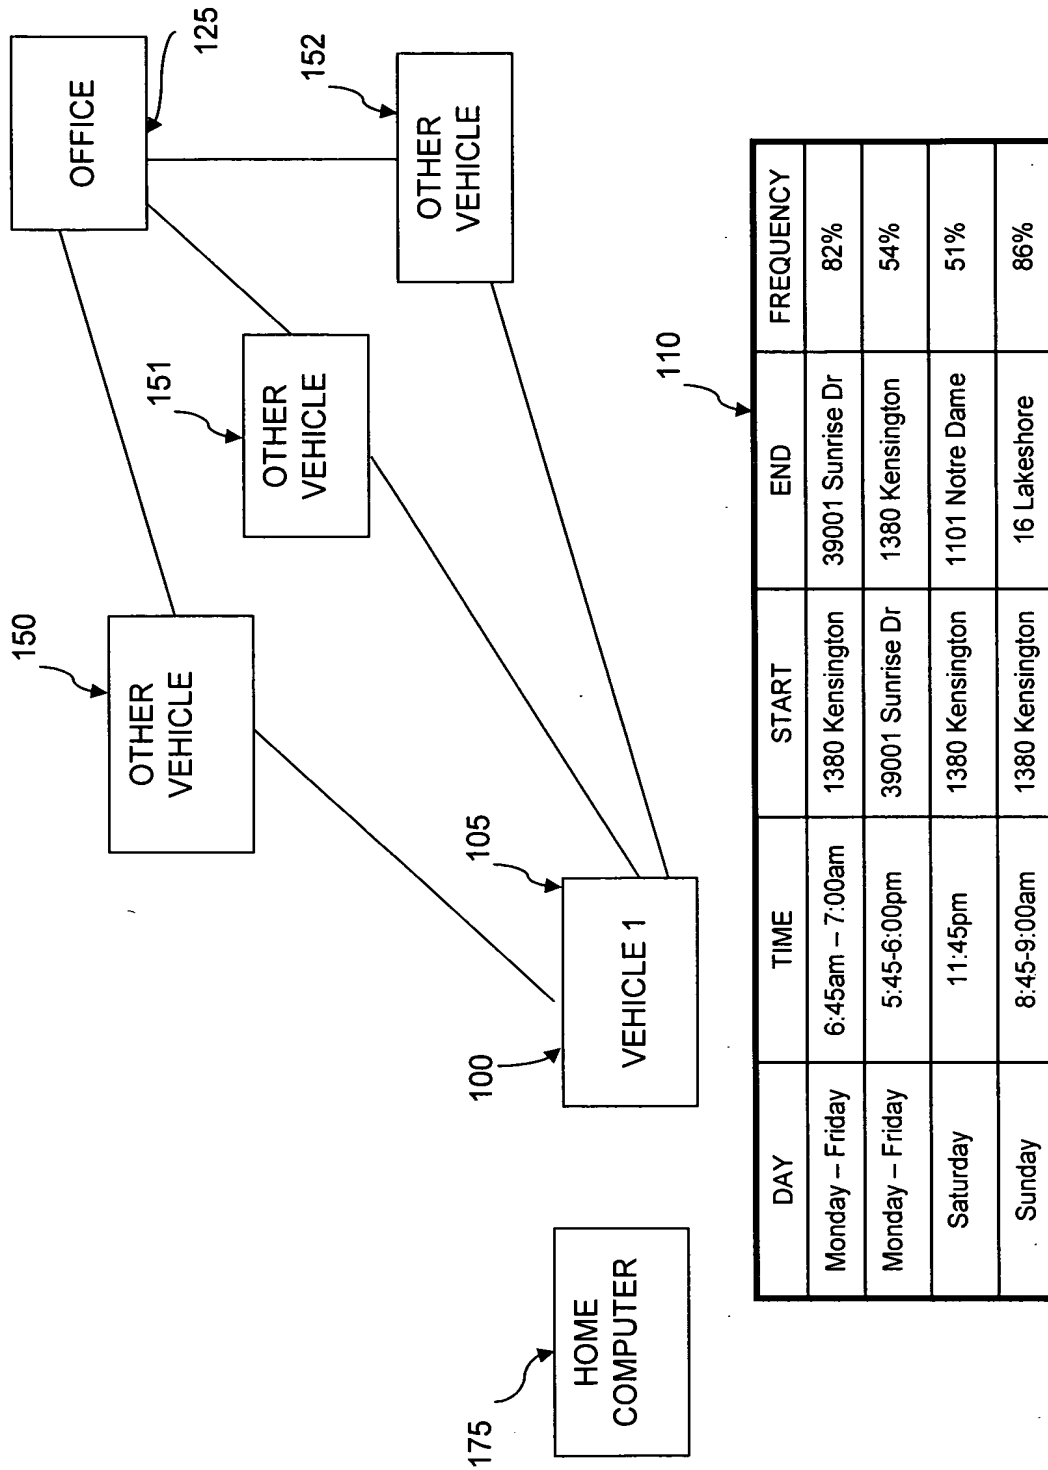 OFFICE
125
150
OTHER
VEHICLE
151
OTHER
VEHICLE
152
OTHER
VEHICLE
105
100
VEHICLE 1
175
HOME
COMPUTER
110
DAY TIME START END FREQUENCY
Monday – Friday 6:45am – 7:00am 1380 Kensington 39001 Sunrise Dr 82%
Monday – Friday 5:45-6:00pm 39001 Sunrise Dr 1380 Kensington 54%
Saturday 11:45pm 1380 Kensington 1101 Notre Dame 51%
Sunday 8:45-9:00am 1380 Kensington 16 Lakeshore 86%